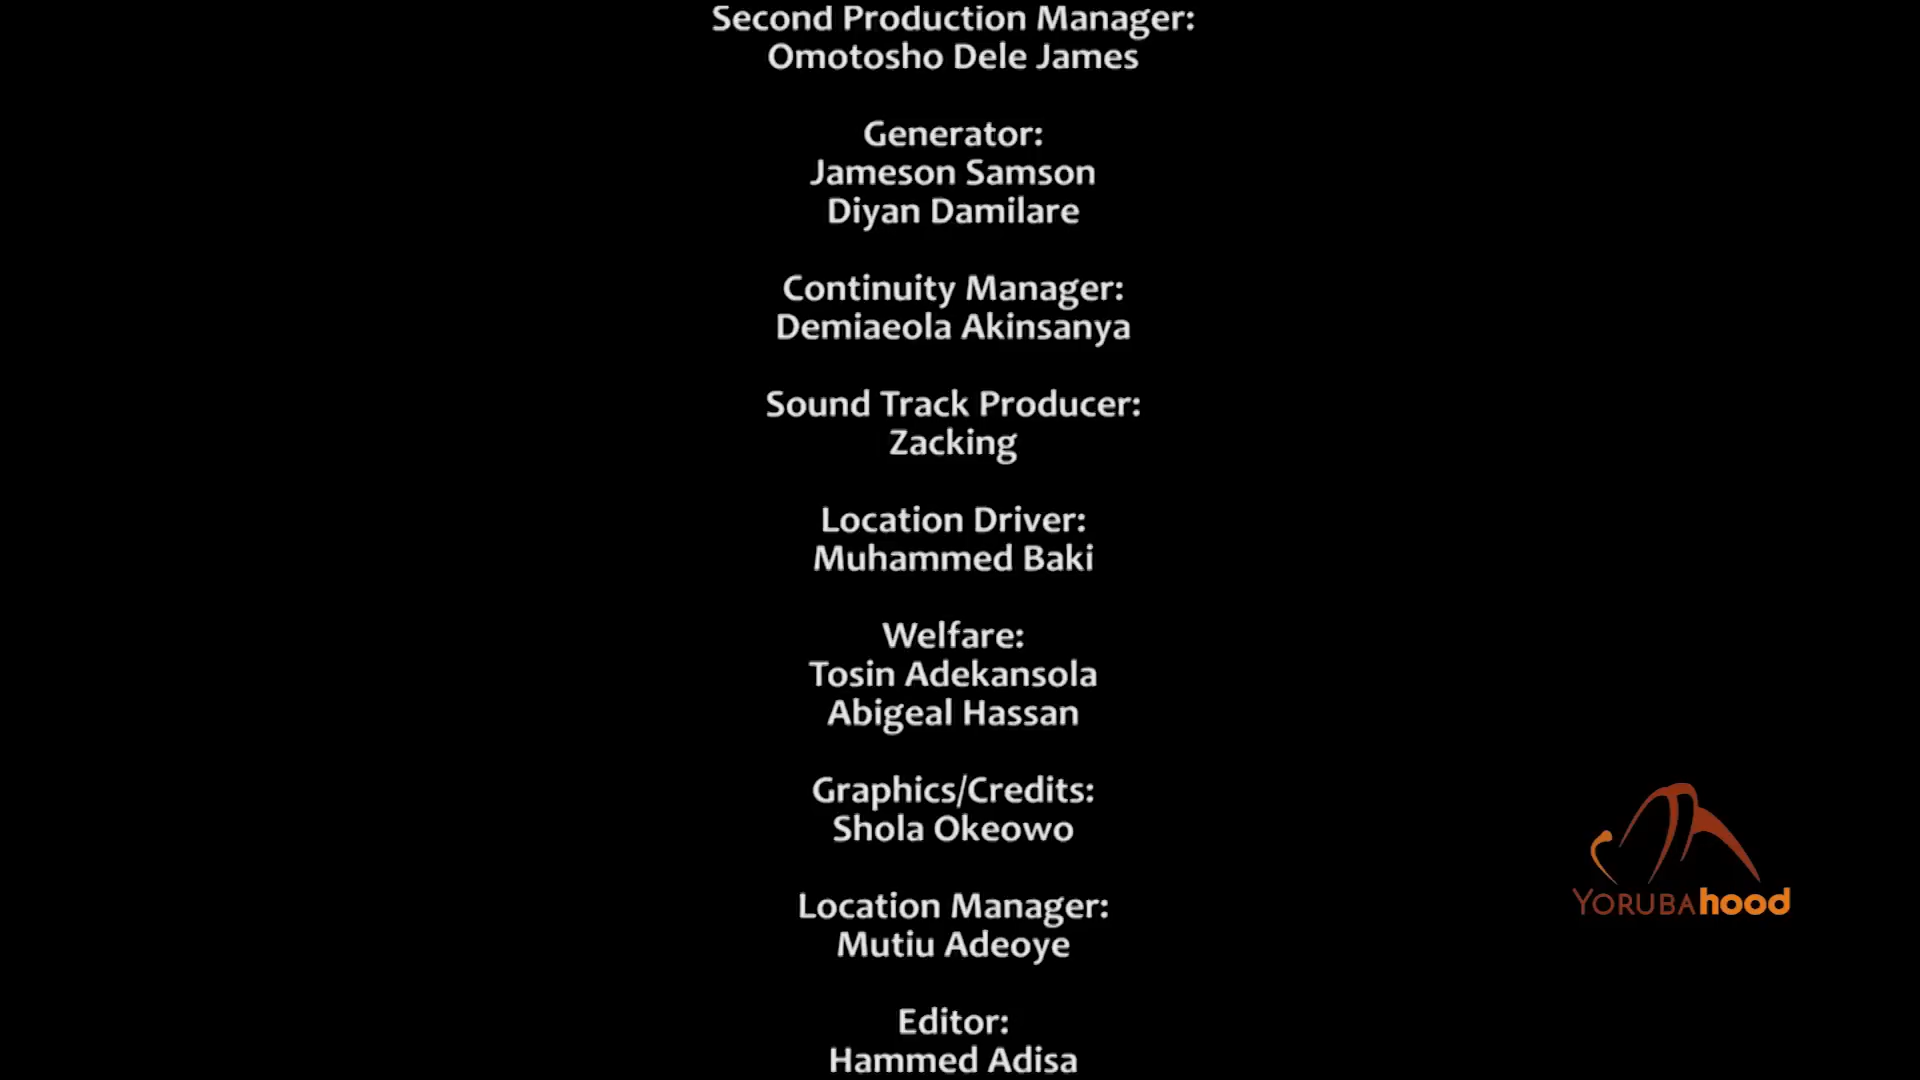 Second Production Manager:
Omotosho Dele James
Generator:
Jameson Samson
Diyan Damilare
Continuity Manager:
Demiaeola Akinsanya
Sound Track Producer:
Zacking
Location Driver:
Muhammed Baki
Welfare:
Tosin Adekansola
Abigeal Hassan
Graphics/Credits:
Shola Okeowo
Location Manager:
Mutiu Adeoye
Editor:
Hammed Adisa
YORUBAhood